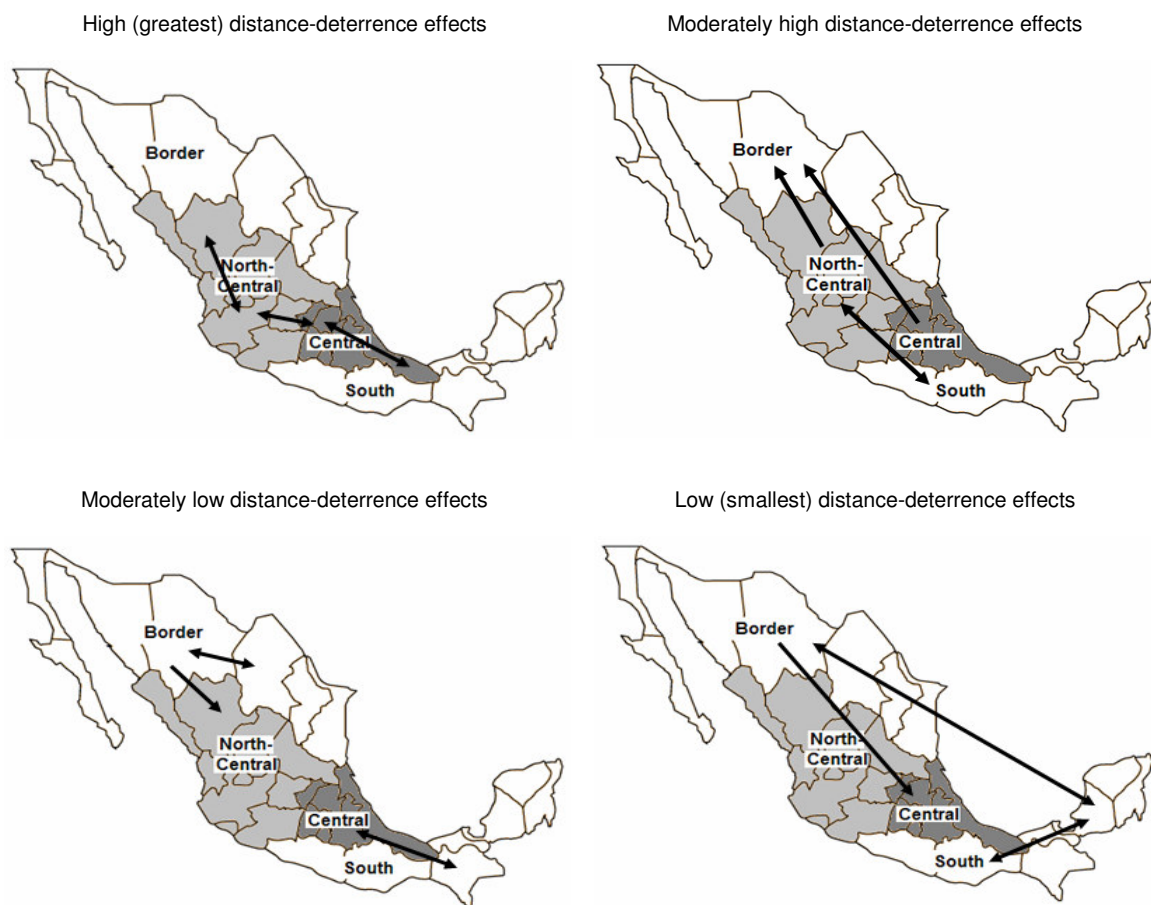 High (greatest) distance-deterrence effects
Moderately high distance-deterrence effects
Border
North-
Central
Central
South
Border
North-
Central
Central
South
Moderately low distance-deterrence effects
Low (smallest) distance-deterrence effects
Border
North-
Central
Central
South
Border
North-
Central
Central
South